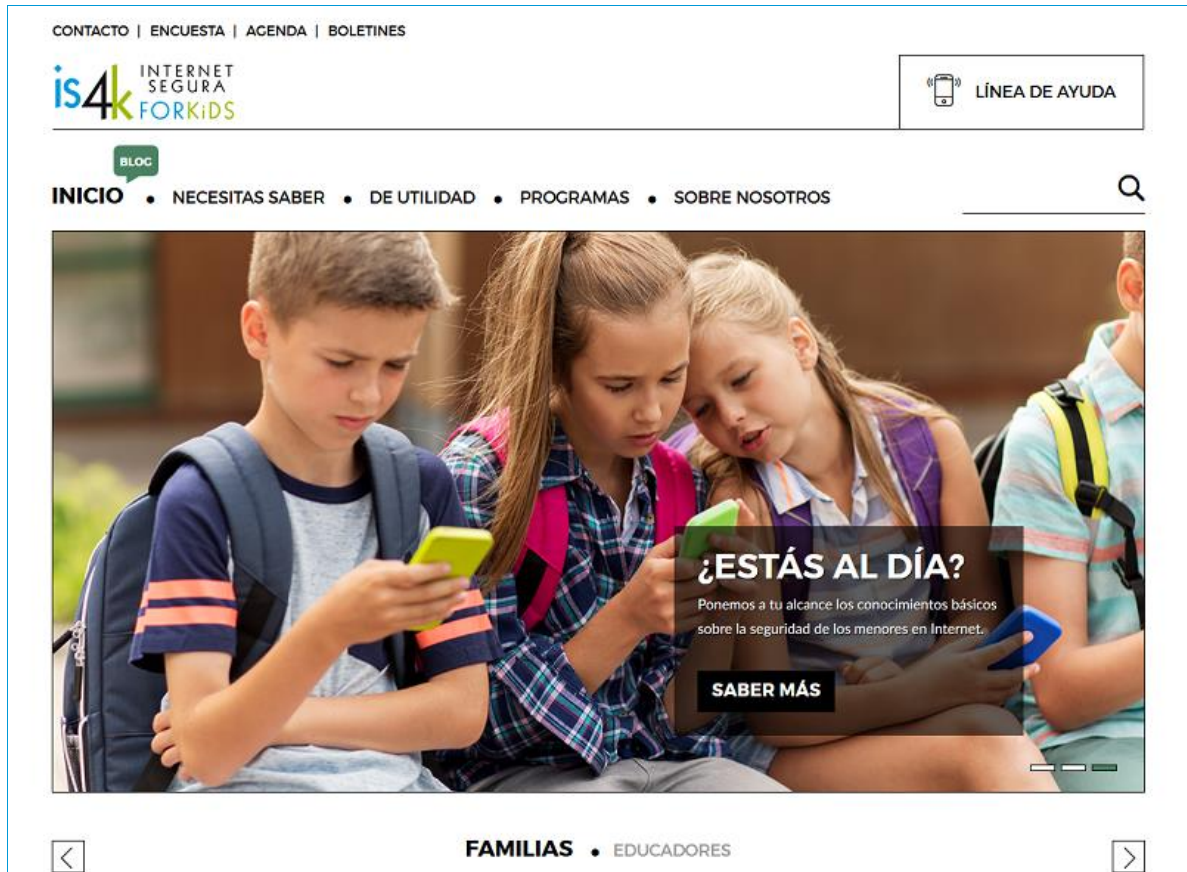 CONTACTO | ENCUESTA | AGENDA | BOLETINES
is4k INTERNET
SEGURA
FORKiDS
LÍNEA DE AYUDA
BLOG
INICIO • NECESITAS SABER • DE UTILIDAD • PROGRAMAS • SOBRE NOSOTROS
¿ESTÁS AL DÍA?
Ponemos a tu alcance los conocimientos básicos
sobre la seguridad de los menores en Internet.
SABER MÁS
FAMILIAS • EDUCADORES